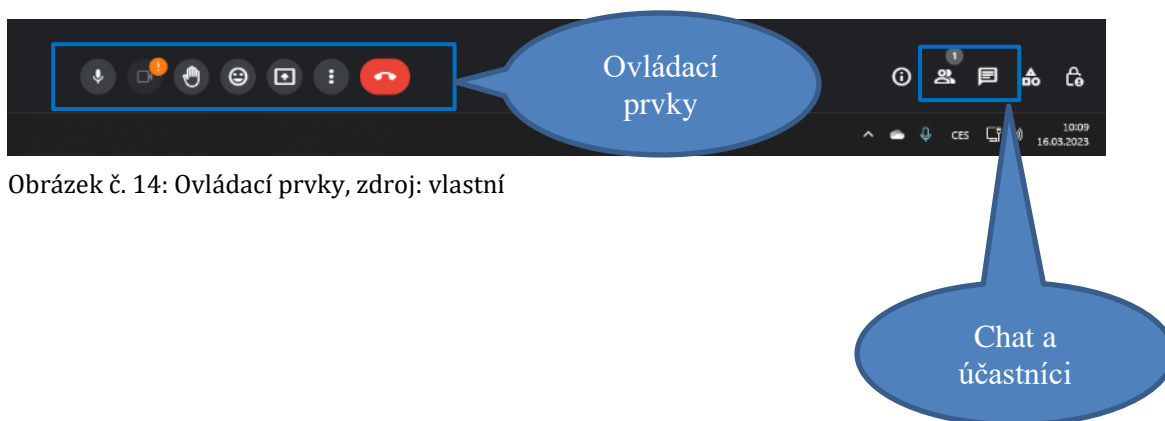 Ovládací
prvky
1
!
CES
10:09
16.03.2023
Obrázek č. 14: Ovládací prvky, zdroj: vlastní
Chat a
účastníci